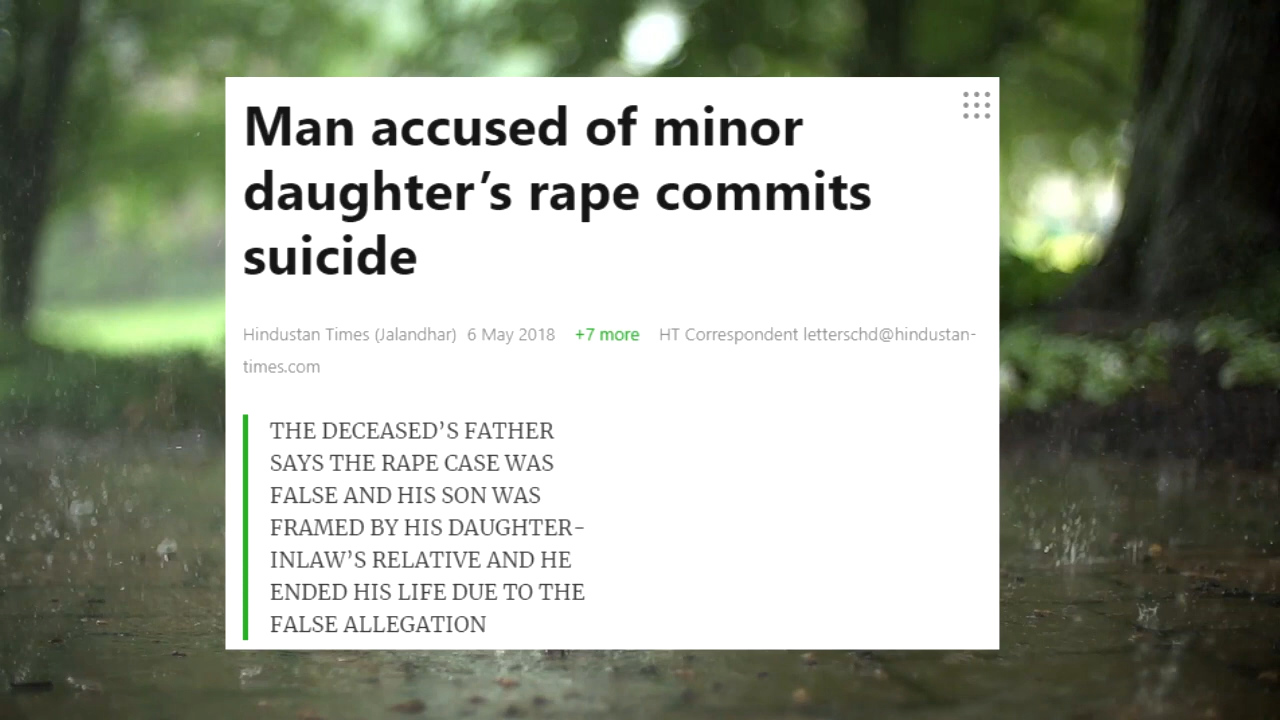 Man accused of minor
daughter’s rape commits
suicide
Hindustan Times (Jalandhar) 6 May 2018 +7 more HT Correspondent letterschd@hindustan-
times.com
THE DECEASED’S FATHER
SAYS THE RAPE CASE WAS
FALSE AND HIS SON WAS
FRAMED BY HIS DAUGHTER-
INLAW’S RELATIVE AND HE
ENDED HIS LIFE DUE TO THE
FALSE ALLEGATION